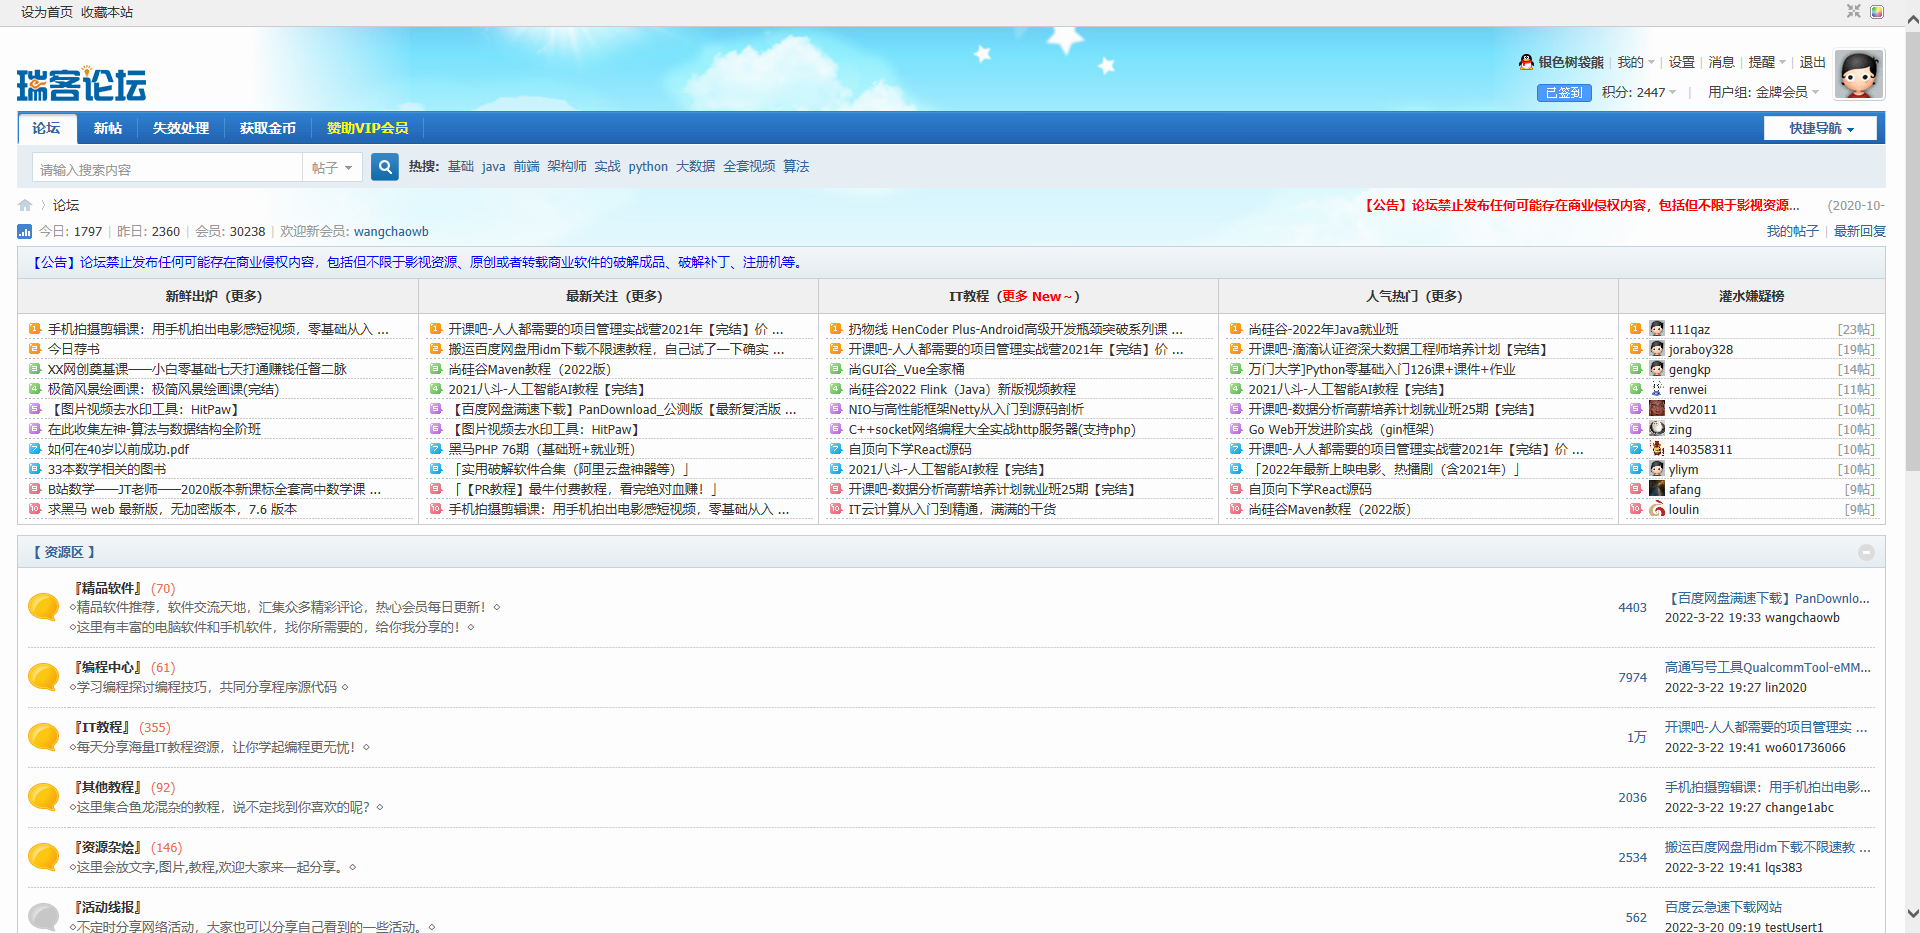 设为首页 收藏本站
瑞客论坛
银色树袋熊 | 我的 | 设置 | 消息 | 提醒 | 退出
已签到 积分: 2447 | 用户组: 金牌会员
论坛 新帖 失效处理 获取金币 赞助VIP会员 快捷导航
请输入搜索内容 帖子 热搜: 基础 java 前端 架构师 实战 python 大数据 全套视频 算法
论坛 【公告】论坛禁止发布任何可能存在商业侵权内容，包括但不限于影视资源... (2020-10-
今日: 1797 | 昨日: 2360 | 会员: 30238 | 欢迎新会员: wangchaowb 我的帖子 | 最新回复
【公告】论坛禁止发布任何可能存在商业侵权内容，包括但不限于影视资源、原创或者转载商业软件的破解成品、破解补丁、注册机等。
新鲜出炉（更多）
1 手机拍摄剪辑课：用手机拍出电影感短视频，零基础从入 ...
2 今日荐书
3 XX网创奠基课——小白零基础七天打通赚钱任督二脉
4 极简风景绘画课：极简风景绘画课(完结)
5 【图片视频去水印工具：HitPaw】
6 在此收集左神-算法与数据结构全阶班
7 如何在40岁以前成功.pdf
8 33本数学相关的图书
9 B站数学——JT老师——2020版本新课标全套高中数学课 ...
10 求黑马 web 最新版，无加密版本，7.6 版本
最新关注（更多）
1 开课吧-人人都需要的项目管理实战营2021年【完结】价 ...
2 搬运百度网盘用idm下载不限速教程，自己试了一下确实 ...
3 尚硅谷Maven教程（2022版）
4 2021八斗-人工智能AI教程【完结】
5 【百度网盘满速下载】PanDownload_公测版【最新复活版 ...
6 【图片视频去水印工具：HitPaw】
7 黑马PHP 76期（基础班+就业班）
8 「实用破解软件合集（阿里云盘神器等）」
9 「【PR教程】最牛付费教程，看完绝对血赚！」
10 手机拍摄剪辑课：用手机拍出电影感短视频，零基础从入 ...
IT教程（更多 New～）
1 扔物线 HenCoder Plus-Android高级开发瓶颈突破系列课 ...
2 开课吧-人人都需要的项目管理实战营2021年【完结】价 ...
3 尚GUI谷_Vue全家桶
4 尚硅谷2022 Flink（Java）新版视频教程
5 NIO与高性能框架Netty从入门到源码剖析
6 C++socket网络编程大全实战http服务器(支持php)
7 自顶向下学React源码
8 2021八斗-人工智能AI教程【完结】
9 开课吧-数据分析高薪培养计划就业班25期【完结】
10 IT云计算从入门到精通，满满的干货
人气热门（更多）
1 尚硅谷-2022年Java就业班
2 开课吧-滴滴认证资深大数据工程师培养计划【完结】
3 万门大学]Python零基础入门126课+课件+作业
4 2021八斗-人工智能AI教程【完结】
5 开课吧-数据分析高薪培养计划就业班25期【完结】
6 Go Web开发进阶实战（gin框架）
7 开课吧-人人都需要的项目管理实战营2021年【完结】价 ...
8 「2022年最新上映电影、热播剧（含2021年）」
9 自顶向下学React源码
10 尚硅谷Maven教程（2022版）
灌水嫌疑榜
1 111qaz [23帖]
2 joraboy328 [19帖]
3 gengkp [14帖]
4 renwei [11帖]
5 vvd2011 [10帖]
6 zing [10帖]
7 140358311 [10帖]
8 yliym [10帖]
9 afang [9帖]
10 loulin [9帖]
【 资源区 】
『精品软件』 (70)
◇精品软件推荐，软件交流天地，汇集众多精彩评论，热心会员每日更新！◇
◇这里有丰富的电脑软件和手机软件，找你所需要的，给你我分享的！◇
4403
【百度网盘满速下载】PanDownlo...
2022-3-22 19:33 wangchaowb
『编程中心』 (61)
◇学习编程探讨编程技巧，共同分享程序源代码 ◇
7974
高通写号工具QualcommTool-eMM...
2022-3-22 19:27 lin2020
『IT教程』 (355)
◇每天分享海量IT教程资源，让你学起编程更无忧！◇
1万
开课吧-人人都需要的项目管理实 ...
2022-3-22 19:41 wo601736066
『其他教程』 (92)
◇这里集合鱼龙混杂的教程，说不定找到你喜欢的呢？◇
2036
手机拍摄剪辑课：用手机拍出电影...
2022-3-22 19:27 change1abc
『资源杂烩』 (146)
◇这里会放文字,图片,教程,欢迎大家来一起分享。◇
2534
搬运百度网盘用idm下载不限速教 ...
2022-3-22 19:41 lqs383
『活动线报』
◇不定时分享网络活动，大家也可以分享自己看到的一些活动。◇
562
百度云急速下载网站
2022-3-20 09:19 testUsert1